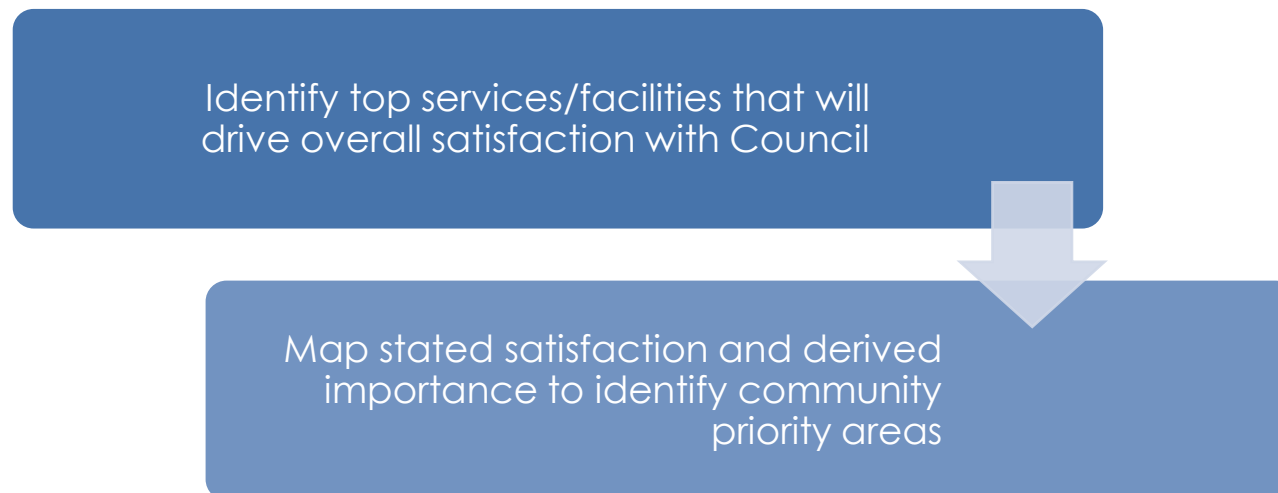 Identify top services/facilities that will
drive overall satisfaction with Council
Map stated satisfaction and derived
importance to identify community
priority areas